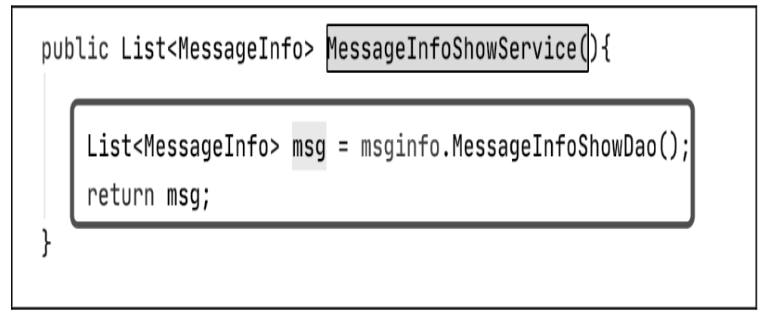 public List<MessageInfo> MessageInfoShowService(){
List<MessageInfo> msg = msginfo.MessageInfoShowDao();
return msg;
}